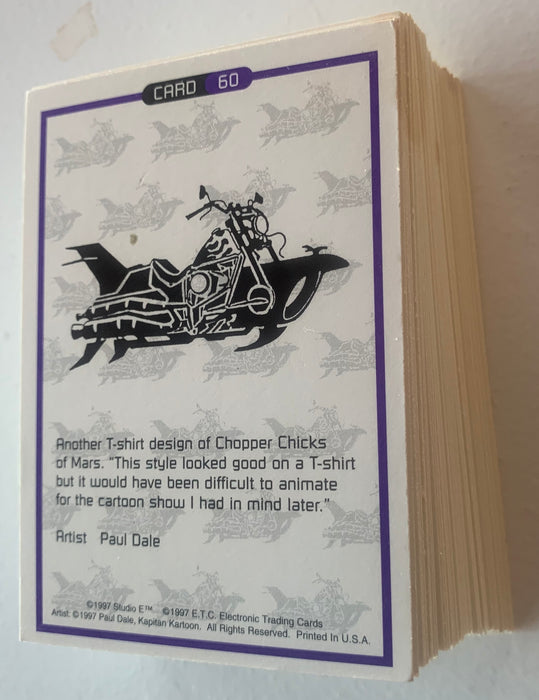 CARD 60
Another T-shirt design of Chopper Chicks
of Mars. "This style looked good on a T-shirt
but it would have been difficult to animate
for the cartoon show I had in mind later."
Artist Paul Dale
©1997 Studio E™ ©1997 E.T.C. Electronic Trading Cards
Artist: ©1997 Paul Dale, Kapitan Kartoon. All Rights Reserved. Printed In U.S.A.